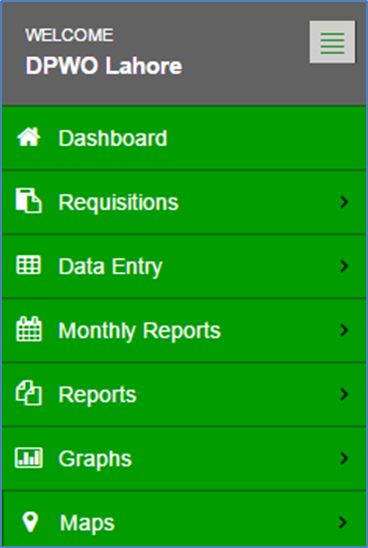 WELCOME
DPWO Lahore
Dashboard
Requisitions
Data Entry
Monthly Reports
Reports
Graphs
Maps